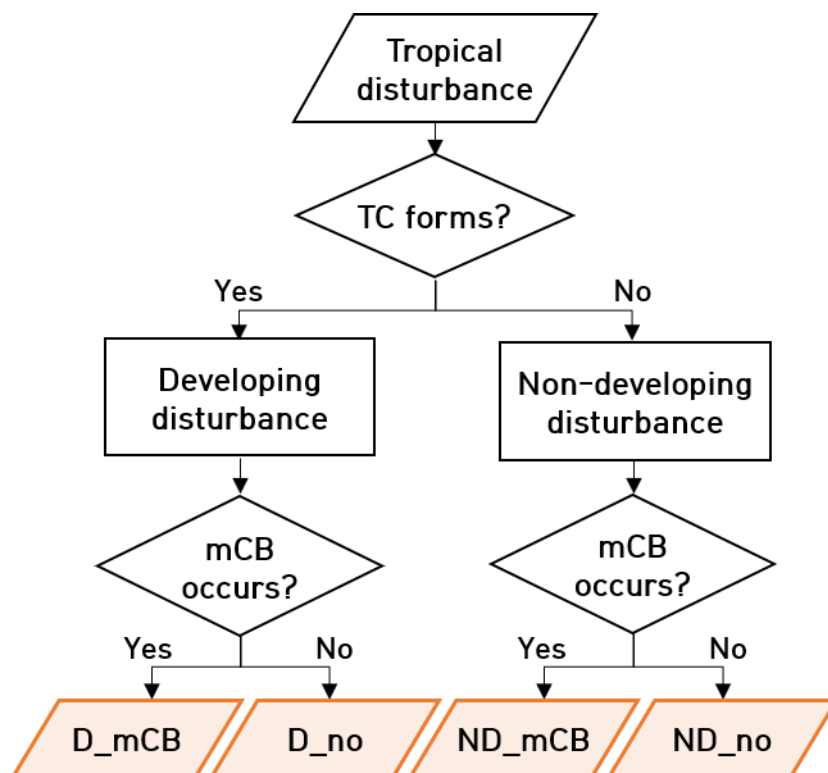 Tropical
disturbance
TC forms?
Yes
No
Developing
disturbance
Non-developing
disturbance
mCB
occurs?
mCB
occurs?
Yes
No
Yes
No
D_mCB
D_no
ND_mCB
ND_no